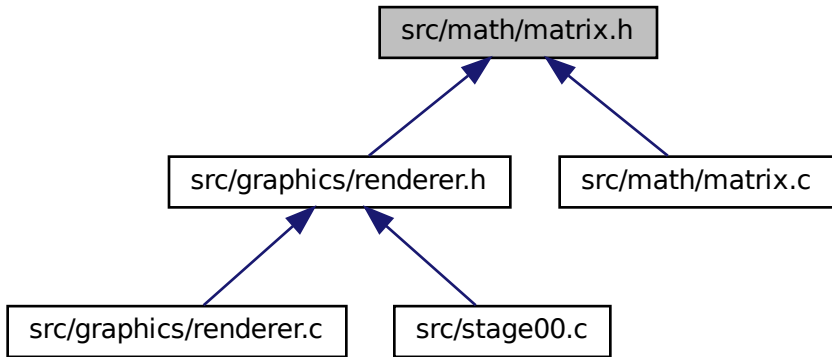 src/math/matrix.h
src/graphics/renderer.h
src/math/matrix.c
src/graphics/renderer.c
src/stage00.c